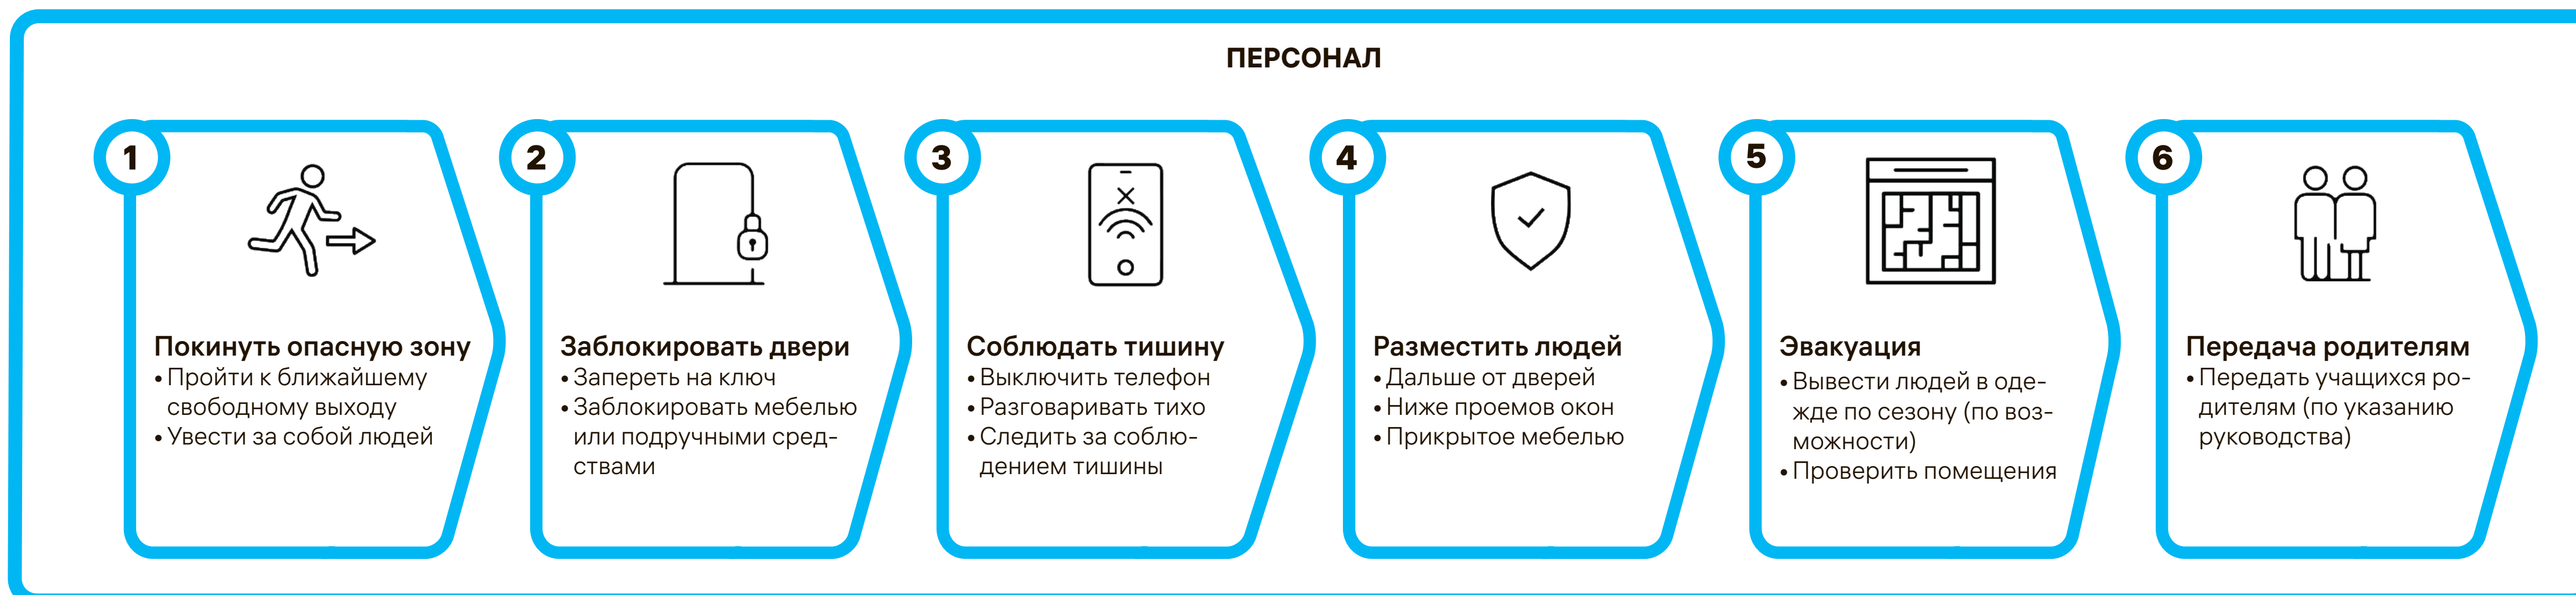 ПЕРСОНАЛ
1
Покинуть опасную зону
• Пройти к ближайшему
свободному выходу
• Увести за собой людей
2
Заблокировать двери
• Запереть на ключ
• Заблокировать мебелью
или подручными сред-
ствами
3
Соблюдать тишину
• Выключить телефон
• Разговаривать тихо
• Следить за соблю-
дением тишины
4
Разместить людей
• Дальше от дверей
• Ниже проемов окон
• Прикрытое мебелью
5
Эвакуация
• Вывести людей в оде-
жде по сезону (по воз-
можности)
• Проверить помещения
6
Передача родителям
• Передать учащихся ро-
дителям (по указанию
руководства)